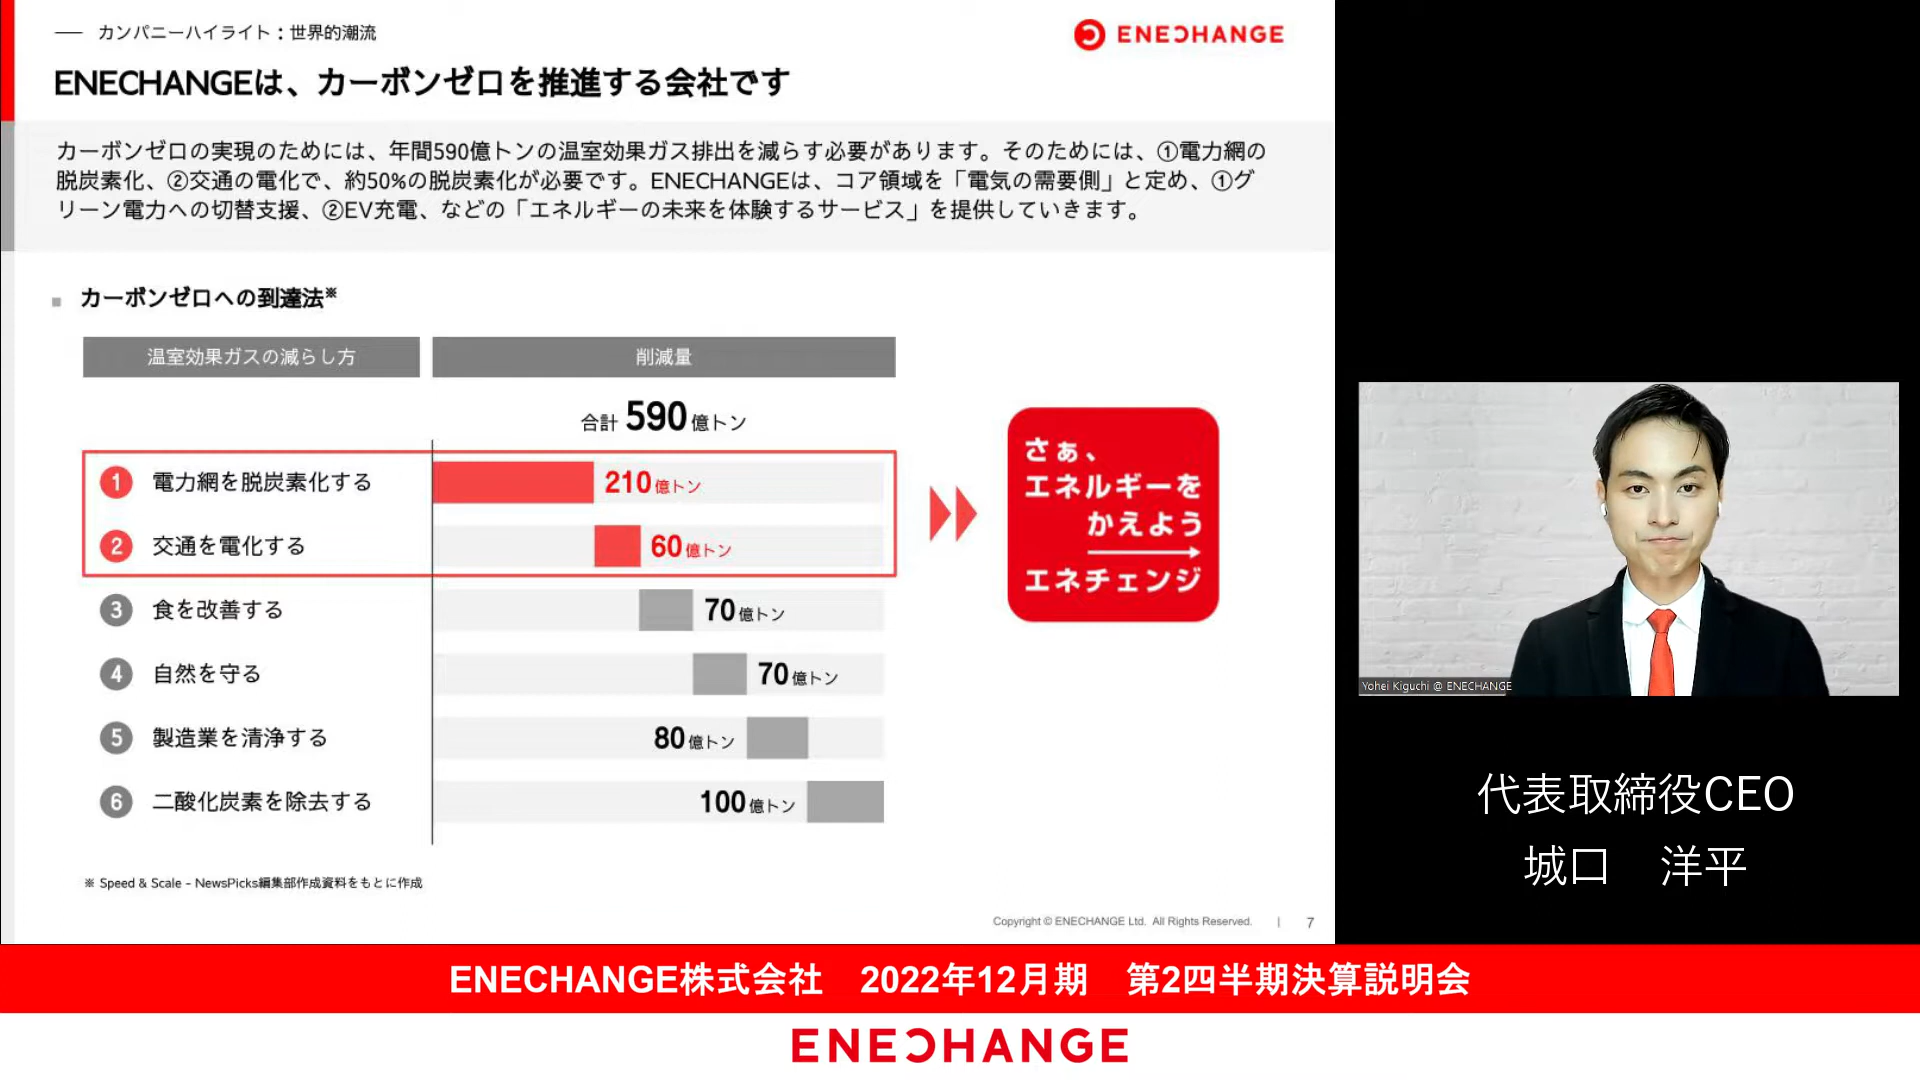 カンパニーハイライト：世界的潮流
ENECHANGE
ENECHANGEは、カーボンゼロを推進する会社です
カーボンゼロの実現のためには、年間590億トンの温室効果ガス排出を減らす必要があります。そのためには、①電力網の
脱炭素化、②交通の電化で、約50%の脱炭素化が必要です。ENECHANGEは、コア領域を「電気の需要側」と定め、①グ
リーン電力への切替支援、②EV充電、などの「エネルギーの未来を体験するサービス」を提供していきます。
カーボンゼロへの到達法※
温室効果ガスの減らし方
削減量
合計 590億トン
1 電力網を脱炭素化する 210億トン
2 交通を電化する 60億トン
3 食を改善する 70億トン
4 自然を守る 70億トン
5 製造業を清浄する 80億トン
6 二酸化炭素を除去する 100億トン
さぁ、
エネルギーを
かえよう
エネチェンジ
※ Speed & Scale - NewsPicks編集部作成資料をもとに作成
Copyright © ENECHANGE Ltd. All Rights Reserved. | 7
Yohei Kiguchi @ ENECHANGE
代表取締役CEO
城口 洋平
ENECHANGE株式会社 2022年12月期 第2四半期決算説明会
ENECHANGE